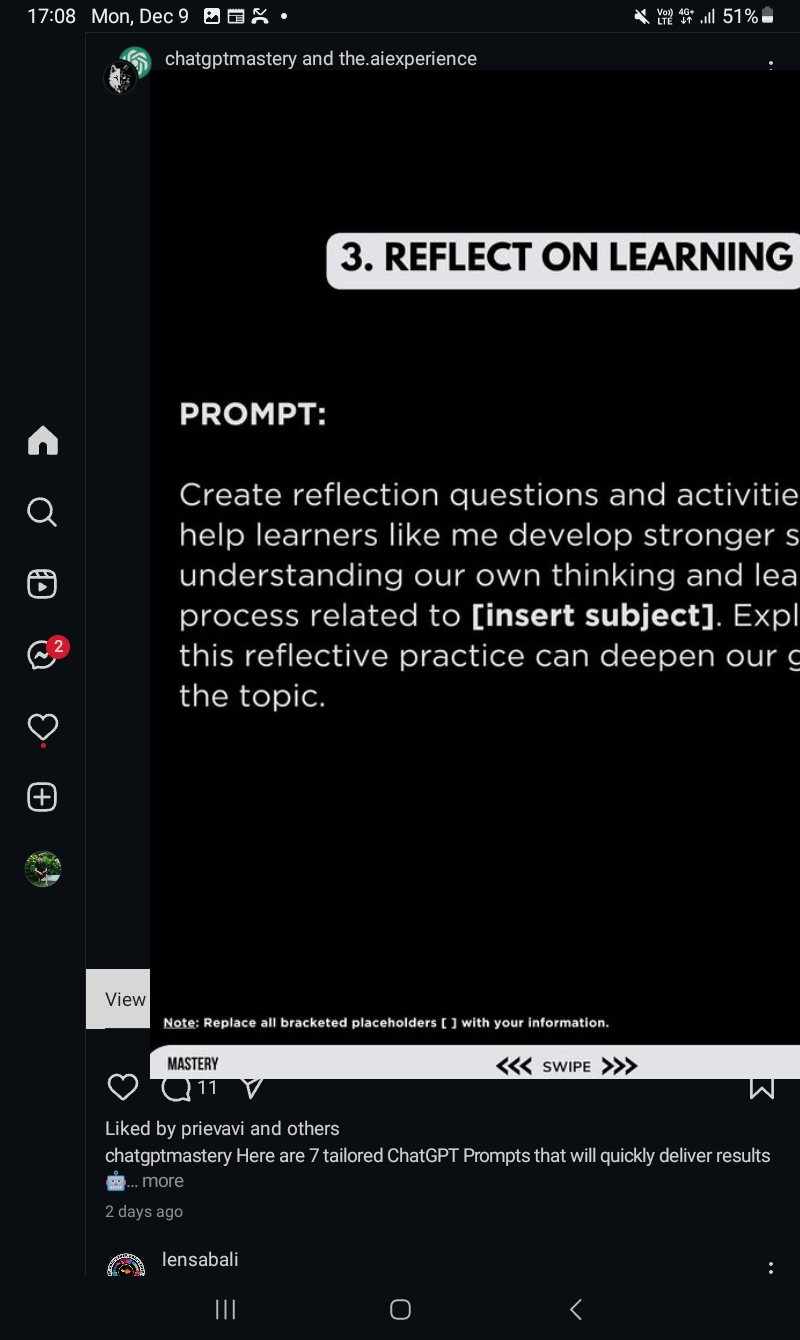 17:08 Mon, Dec 9 51%
chatgptmastery and the.aiexperience
3. REFLECT ON LEARNING
PROMPT:
Create reflection questions and activitie
help learners like me develop stronger s
understanding our own thinking and lea
process related to [insert subject]. Expl
this reflective practice can deepen our g
the topic.
2
View
Note: Replace all bracketed placeholders [ ] with your information.
MASTERY <<< SWIPE >>>
11
Liked by prievavi and others
chatgptmastery Here are 7 tailored ChatGPT Prompts that will quickly deliver results
🤖... more
2 days ago
lensabali